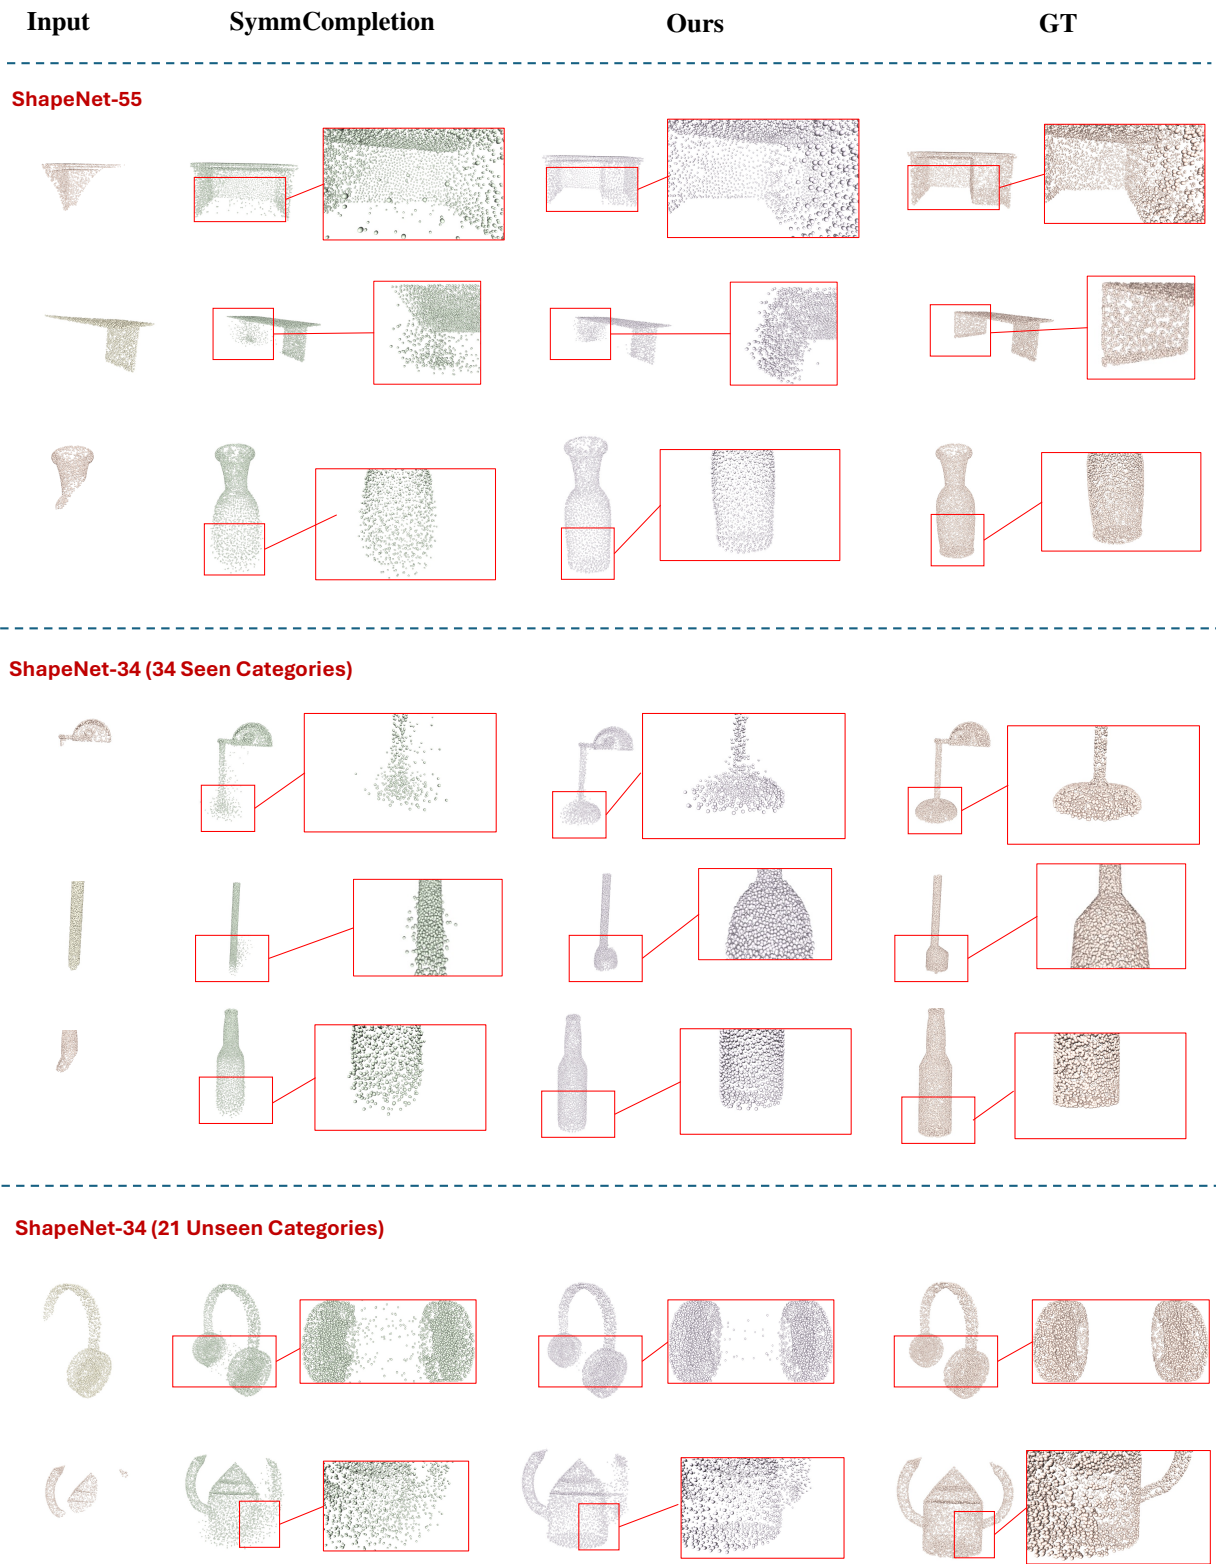 Input SymmCompletion Ours GT
ShapeNet-55
ShapeNet-34 (34 Seen Categories)
ShapeNet-34 (21 Unseen Categories)